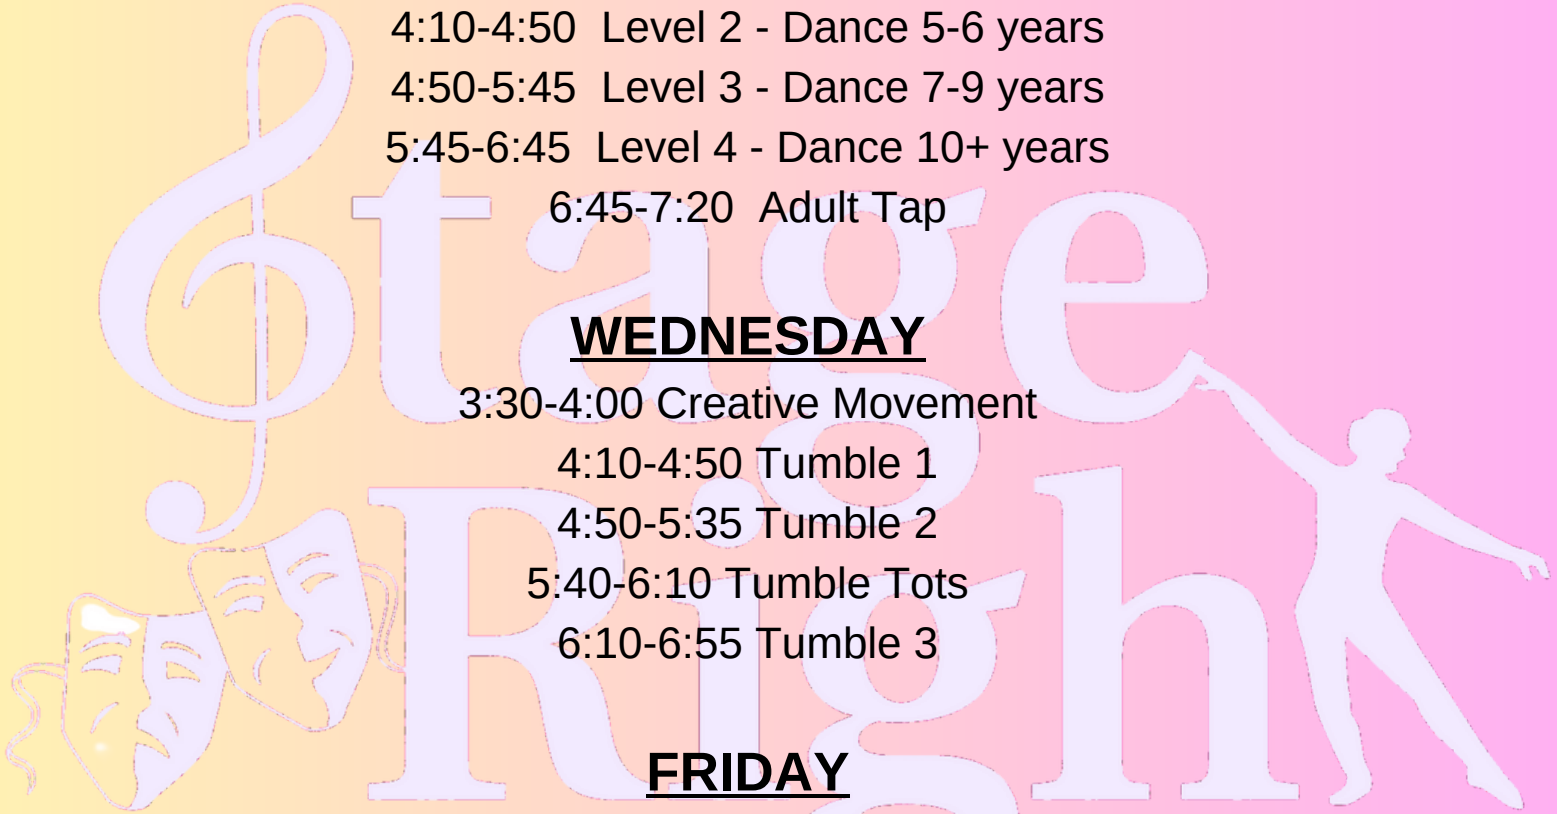 4:10-4:50 Level 2 - Dance 5-6 years
4:50-5:45 Level 3 - Dance 7-9 years
5:45-6:45 Level 4 - Dance 10+ years
6:45-7:20 Adult Tap
WEDNESDAY
3:30-4:00 Creative Movement
4:10-4:50 Tumble 1
4:50-5:35 Tumble 2
5:40-6:10 Tumble Tots
6:10-6:55 Tumble 3
FRIDAY
Stage
Righ